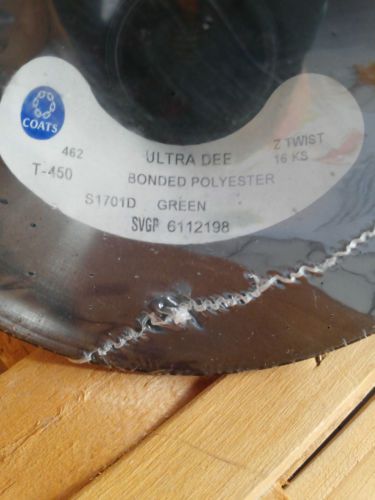 COATS
462 ULTRA DEE Z TWIST
T-450 BONDED POLYESTER 16 KS
S1701D GREEN
SVGP 6112198